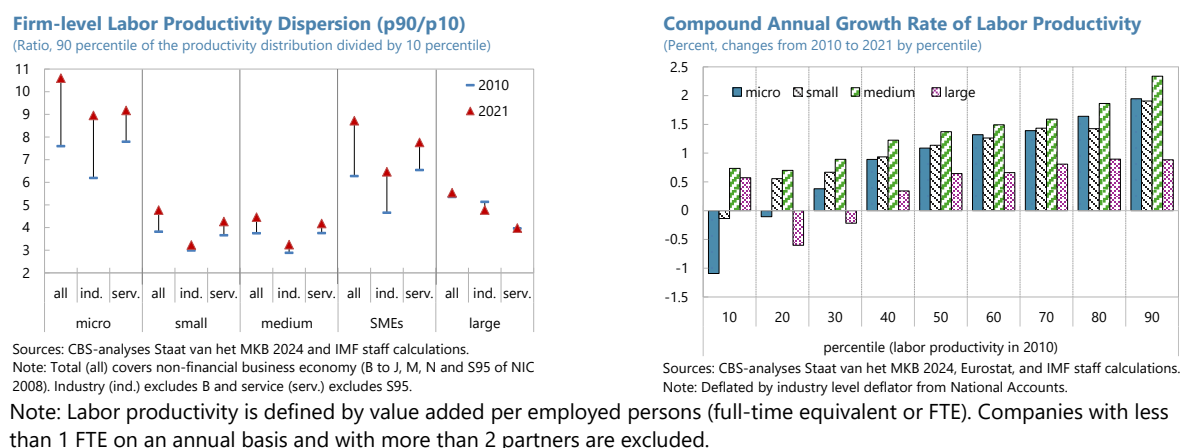 Firm-level Labor Productivity Dispersion (p90/p10)
(Ratio, 90 percentile of the productivity distribution divided by 10 percentile)
11
10
9
8
7
6
5
4
3
2
2010
2021
all ind. serv. all ind. serv. all ind. serv. all ind. serv. all ind. serv.
micro small medium SMEs large
Sources: CBS-analyses Staat van het MKB 2024 and IMF staff calculations.
Note: Total (all) covers non-financial business economy (B to J, M, N and S95 of NIC
2008). Industry (ind.) excludes B and service (serv.) excludes S95.
Compound Annual Growth Rate of Labor Productivity
(Percent, changes from 2010 to 2021 by percentile)
2.5
2
1.5
1
0.5
0
-0.5
-1
-1.5
micro small medium large
10 20 30 40 50 60 70 80 90
percentile (labor productivity in 2010)
Sources: CBS-analyses Staat van het MKB 2024, Eurostat, and IMF staff calculations.
Note: Deflated by industry level deflator from National Accounts.
Note: Labor productivity is defined by value added per employed persons (full-time equivalent or FTE). Companies with less
than 1 FTE on an annual basis and with more than 2 partners are excluded.